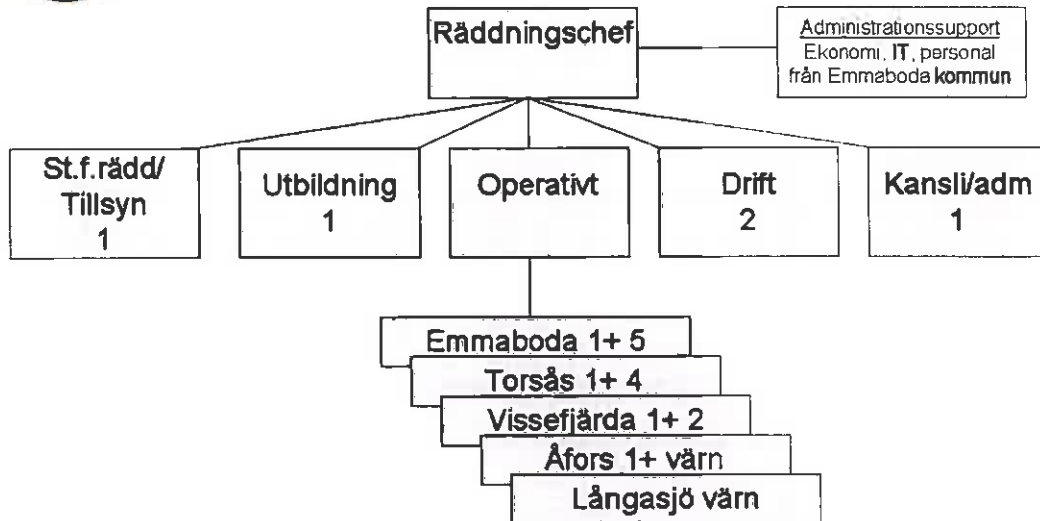 Räddningschef
Administrationssupport
Ekonomi, IT, personal
från Emmaboda kommun
St.f.rädd/
Tillsyn
1
Utbildning
1
Operativt
Drift
2
Kansli/adm
1
Emmaboda 1+ 5
Torsås 1+ 4
Vissefjärda 1+ 2
Åfors 1+ värn
Långasjö värn